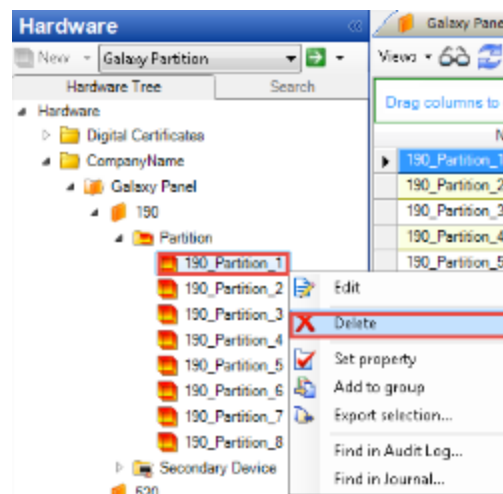 Hardware
Galaxy Pane
New
Galaxy Partition
Views
Hardware Tree
Search
Drag columns to
Hardware
Digital Certificates
CompanyName
Galaxy Panel
190
Partition
190_Partition_1
190_Partition_2
190_Partition_3
190_Partition_4
190_Partition_5
190_Partition_6
190_Partition_7
190_Partition_8
Secondary Device
N
190_Partition_1
190_Partition_2
190_Partition_3
190_Partition_4
190_Partition_5
Edit
Delete
Set property
Add to group
Export selection...
Find in Audit Log...
Find in Journal...